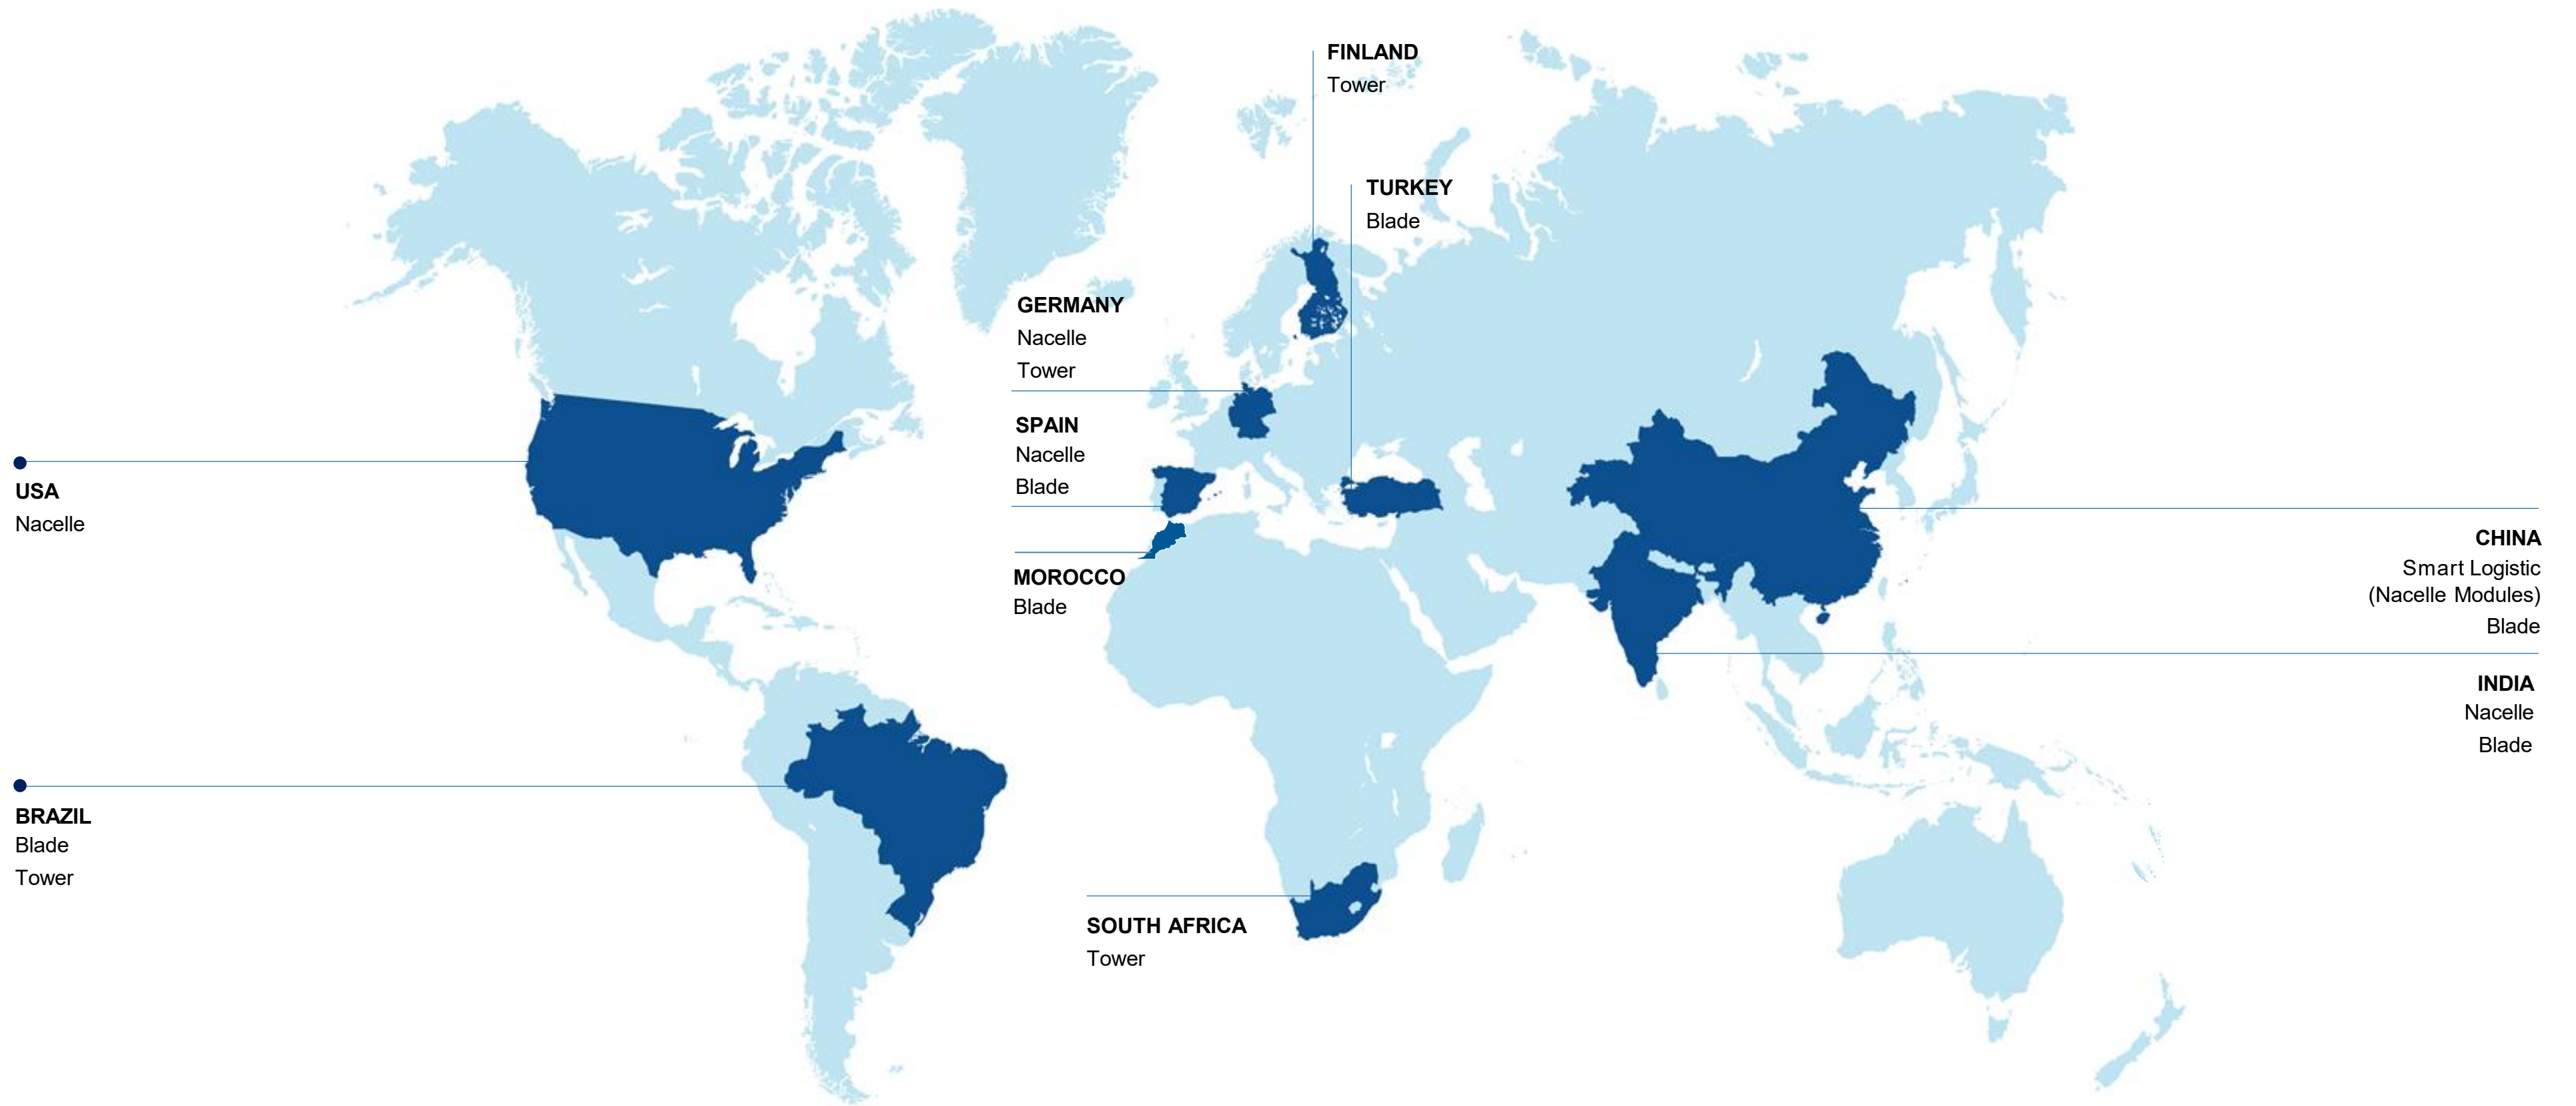 FINLAND
Tower
TURKEY
Blade
GERMANY
Nacelle
Tower
SPAIN
Nacelle
Blade
USA
Nacelle
CHINA
Smart Logistic
(Nacelle Modules)
Blade
MOROCCO
Blade
INDIA
Nacelle
Blade
BRAZIL
Blade
Tower
SOUTH AFRICA
Tower